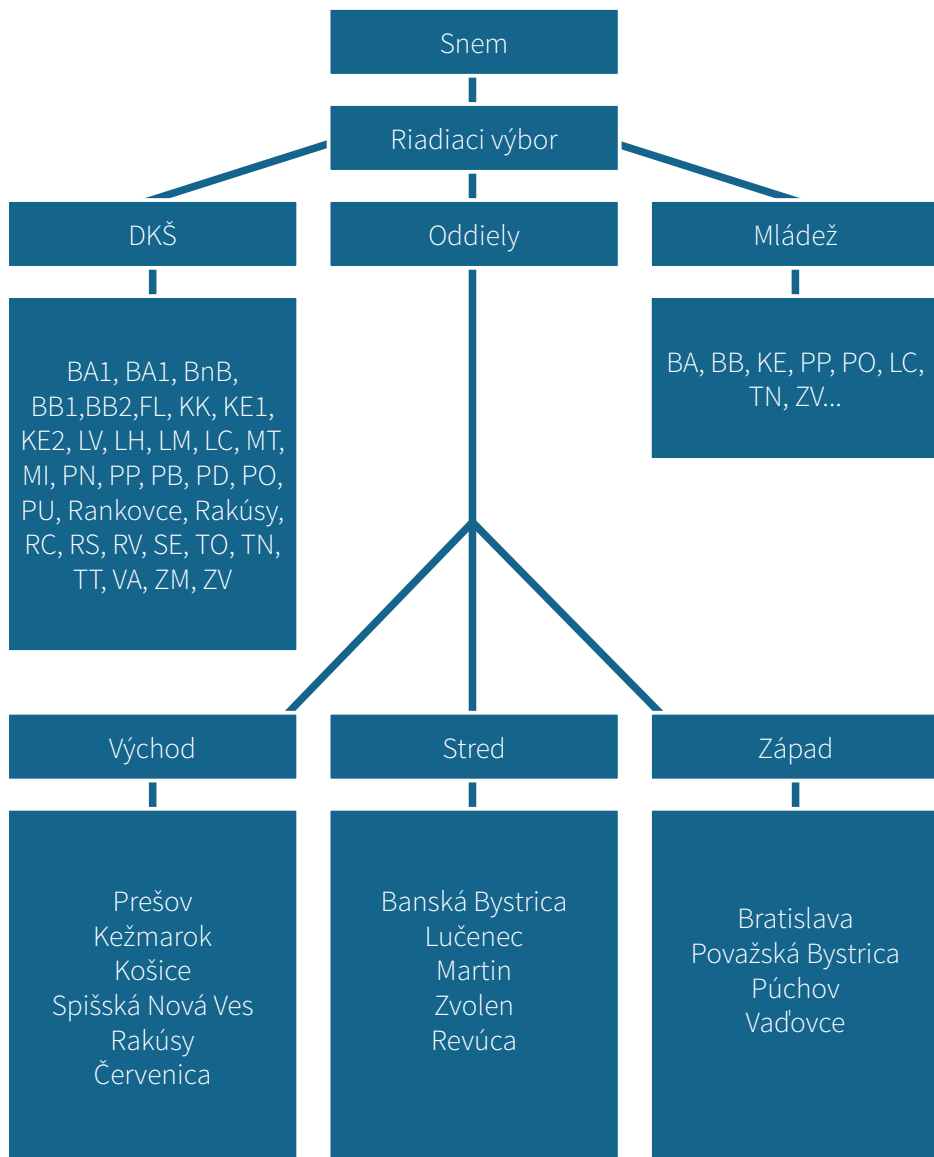 Snem
Riadiaci výbor
DKŠ
Oddiely
Mládež
BA1, BA1, BnB,
BB1,BB2,FL, KK, KE1,
KE2, LV, LH, LM, LC, MT,
MI, PN, PP, PB, PD, PO,
PU, Rankovce, Rakúsy,
RC, RS, RV, SE, TO, TN,
TT, VA, ZM, ZV
BA, BB, KE, PP, PO, LC,
TN, ZV...
Východ
Stred
Západ
Prešov
Kežmarok
Košice
Spišská Nová Ves
Rakúsy
Červenica
Banská Bystrica
Lučenec
Martin
Zvolen
Revúca
Bratislava
Považská Bystrica
Púchov
Vaďovce